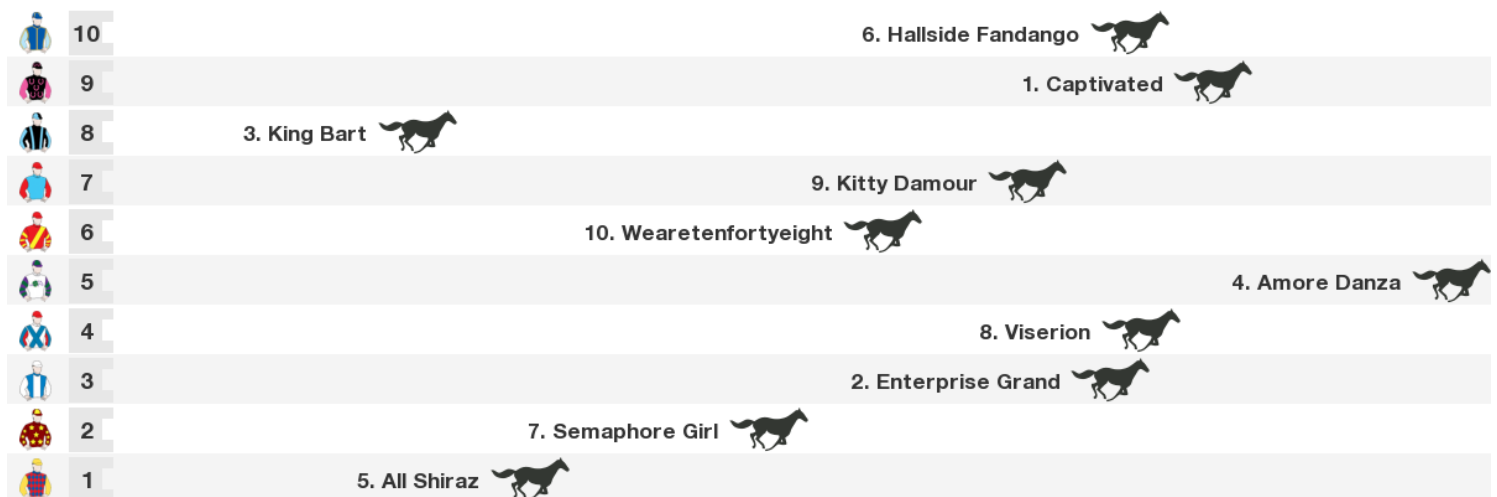 10 6. Hallside Fandango
9 1. Captivated
8 3. King Bart
7 9. Kitty Damour
6 10. Wearetenfortyeight
5 4. Amore Danza
4 8. Viserion
3 2. Enterprise Grand
2 7. Semaphore Girl
1 5. All Shiraz